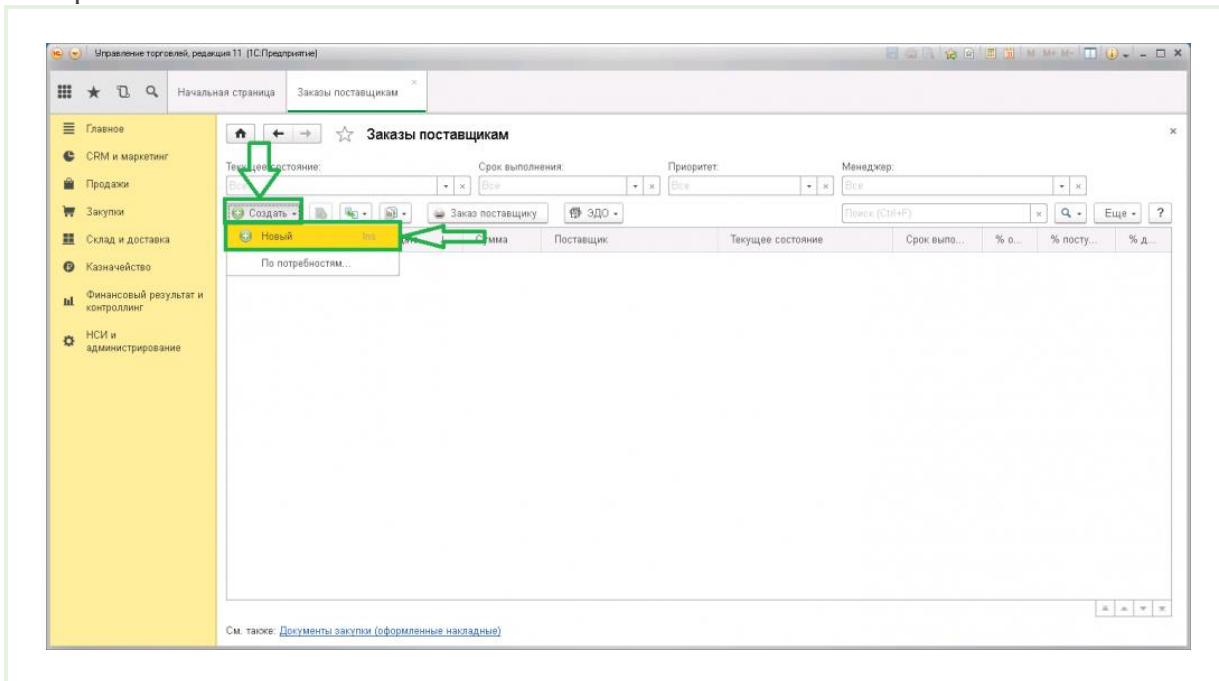 Управление торговлей, редакция 11 (1С:Предприятие)
M M+ M-
Начальная страница
Заказы поставщикам
Главное
CRM и маркетинг
Продажи
Закупки
Склад и доставка
Казначейство
Финансовый результат и
контроллинг
НСИ и
администрирование
Заказы поставщикам
Текущее состояние: Срок выполнения: Приоритет: Менеджер:
Все Все Все Все
Создать Заказ поставщику ЭДО Поиск (Ctrl+F) Еще ?
Новый Ins
По потребностям...
Сумма Поставщик Текущее состояние Срок выпо... % о... % посту... % д...
См. также: Документы закупки (оформленные накладные)